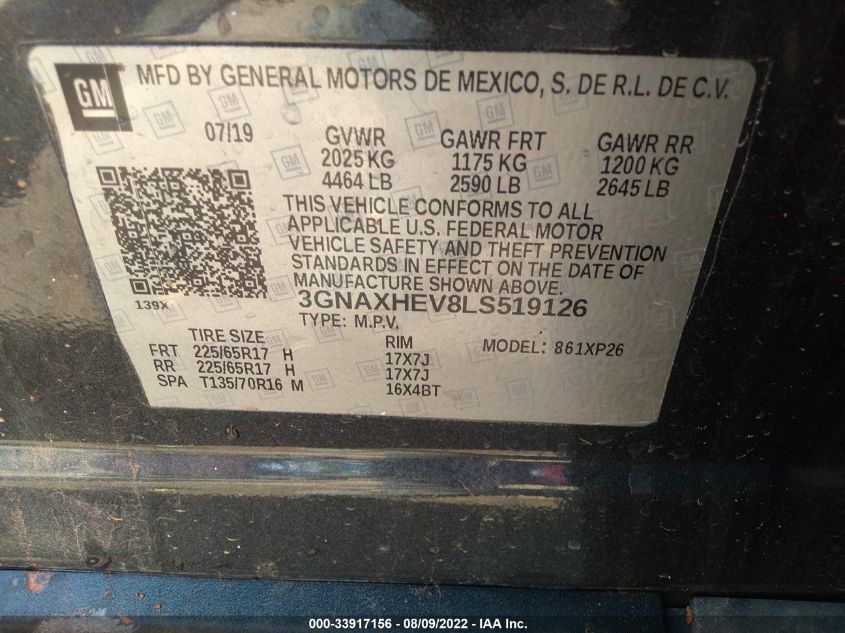 GM MFD BY GENERAL MOTORS DE MEXICO, S. DE R.L. DE C.V.
07/19 GVWR GAWR FRT GAWR RR
2025 KG 1175 KG 1200 KG
4464 LB 2590 LB 2645 LB
THIS VEHICLE CONFORMS TO ALL
APPLICABLE U.S. FEDERAL MOTOR
VEHICLE SAFETY AND THEFT PREVENTION
STANDARDS IN EFFECT ON THE DATE OF
MANUFACTURE SHOWN ABOVE.
139X 3GNAXHEV8LS519126
TYPE: M.P.V.
TIRE SIZE RIM MODEL: 861XP26
FRT 225/65R17 H 17X7J
RR 225/65R17 H 17X7J
SPA T135/70R16 M 16X4BT
000-33917156 - 08/09/2022 - IAA Inc.